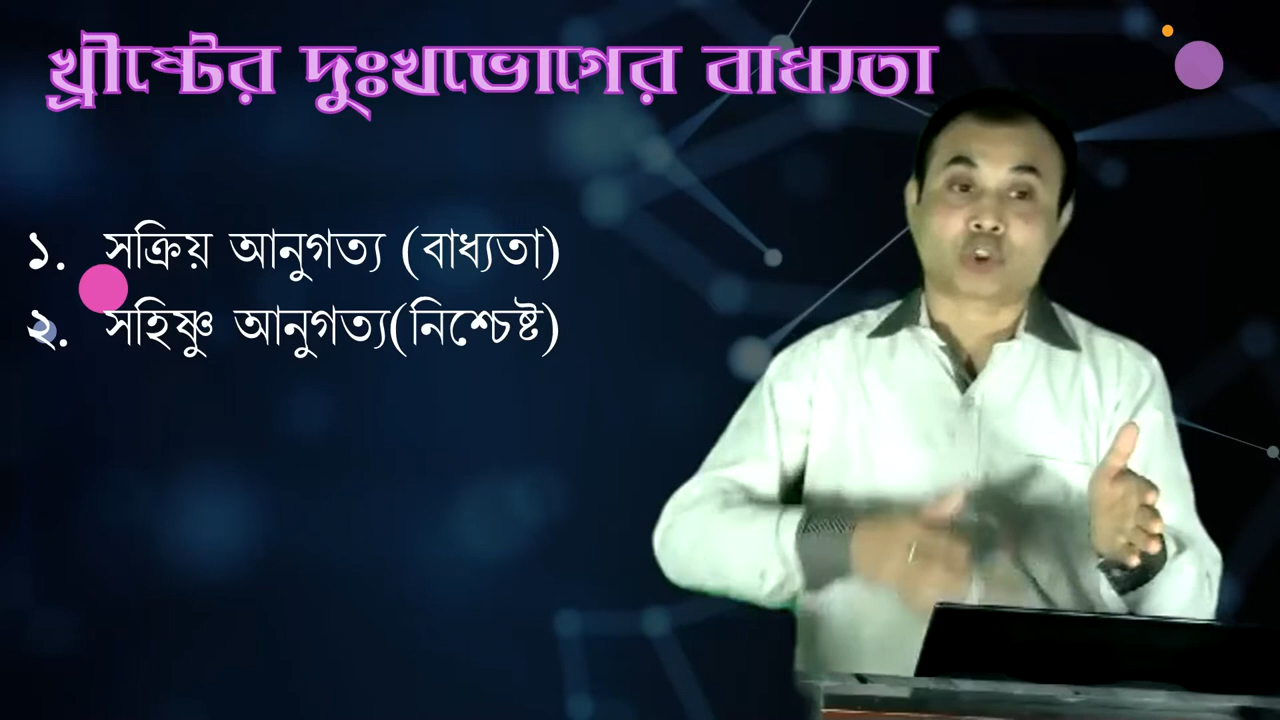 খ্রীষ্টের দুঃখভোগের বাধ্যতা
১. সক্রিয় আনুগত্য (বাধ্যতা)
২. সহিষ্ণু আনুগত্য(নিশ্চেষ্ট)